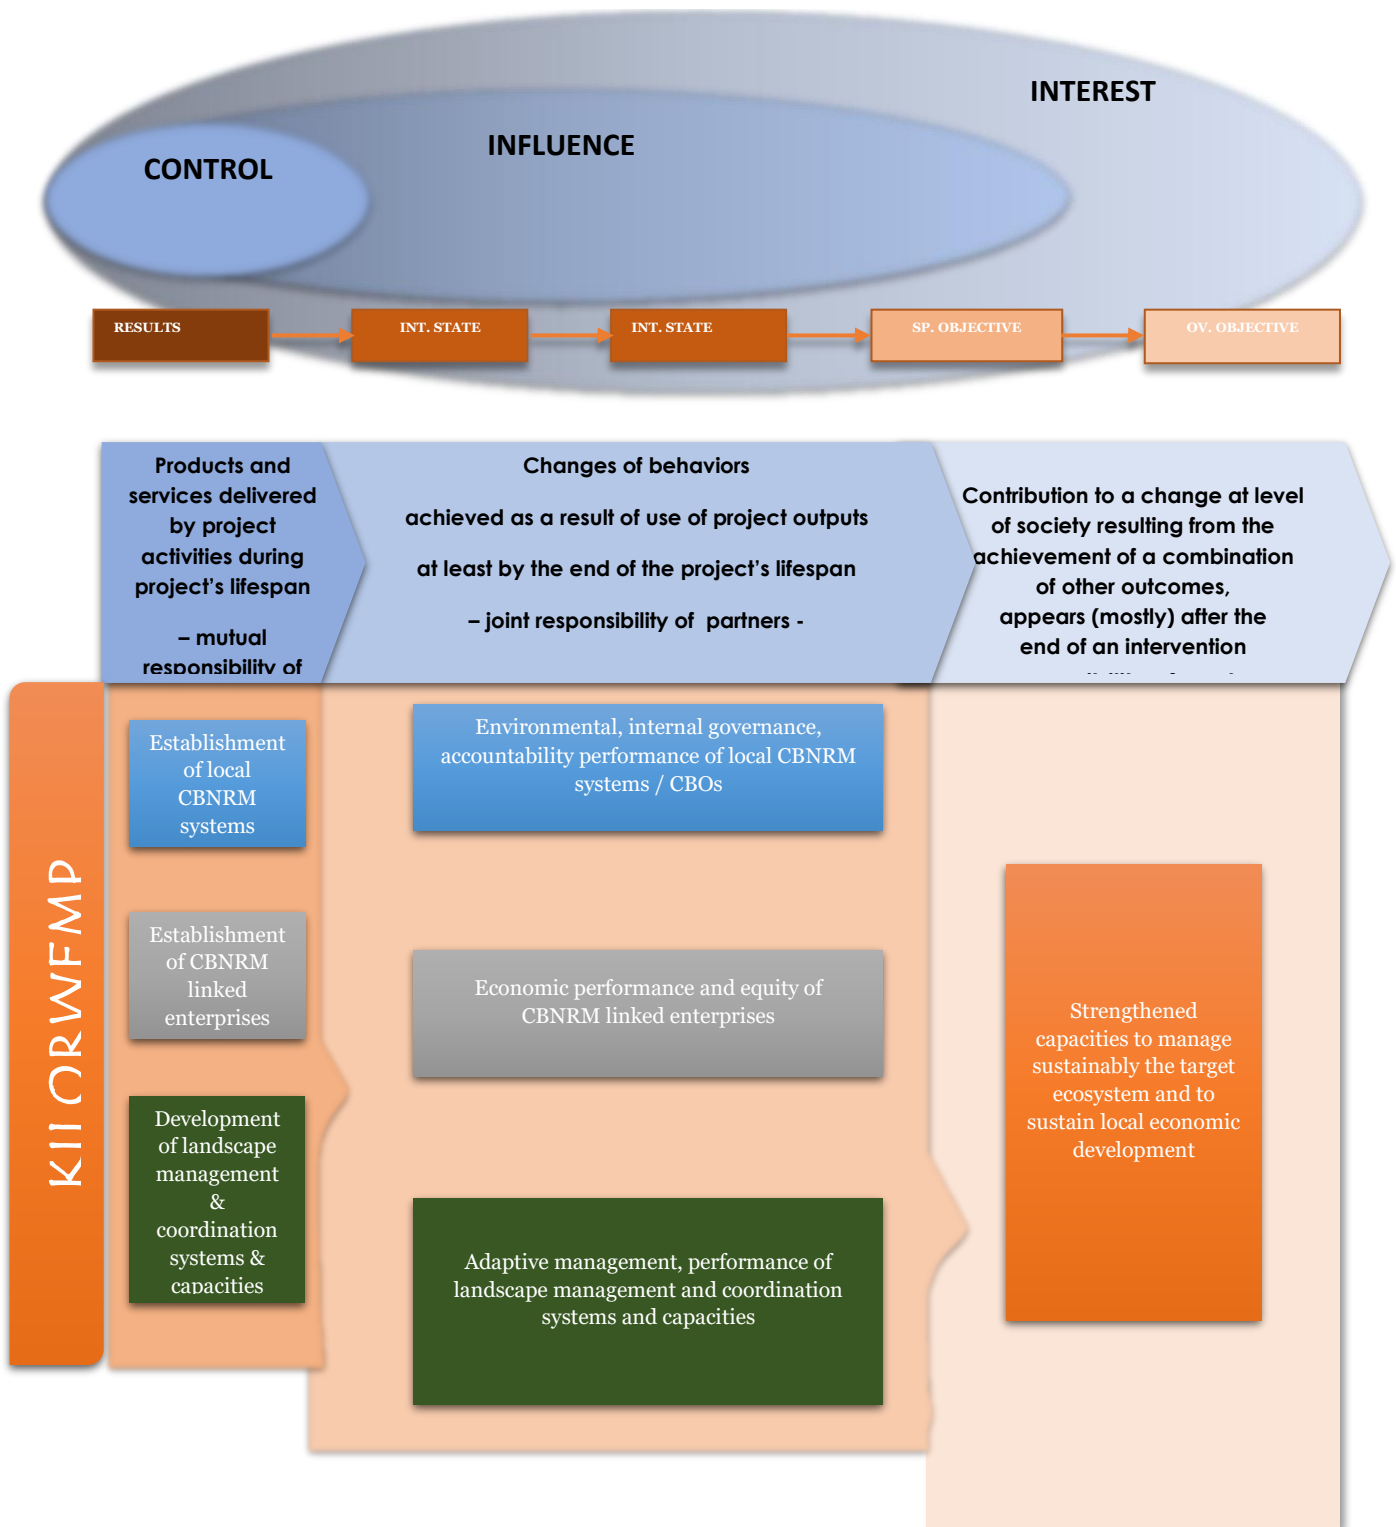 INTEREST
INFLUENCE
CONTROL
RESULTS
INT. STATE
INT. STATE
SP. OBJECTIVE
OV. OBJECTIVE
Products and
services delivered
by project
activities during
project's lifespan
– mutual
responsibility of
Changes of behaviors
achieved as a result of use of project outputs
at least by the end of the project's lifespan
– joint responsibility of  partners -
Contribution to a change at level
of society resulting from the
achievement of a combination
of other outcomes,
appears (mostly) after the
end of an intervention
KII ORWFMP
Establishment
of local
CBNRM
systems
Environmental, internal governance,
accountability performance of local CBNRM
systems / CBOs
Establishment
of CBNRM
linked
enterprises
Economic performance and equity of
CBNRM linked enterprises
Development
of landscape
management
&
coordination
systems &
capacities
Adaptive management, performance of
landscape management and coordination
systems and capacities
Strengthened
capacities to manage
sustainably the target
ecosystem and to
sustain local economic
development